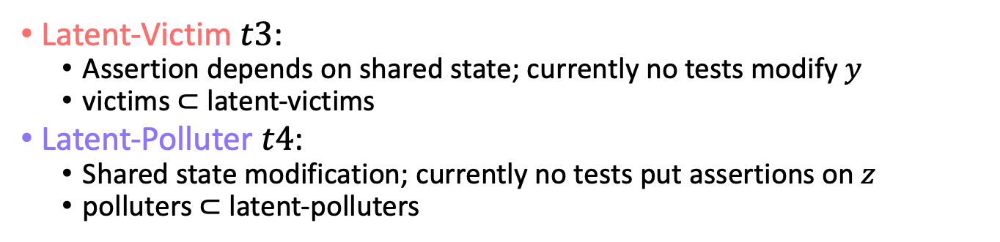 • Latent-Victim t3:
• Assertion depends on shared state; currently no tests modify y
• victims ⊂ latent-victims
• Latent-Polluter t4:
• Shared state modification; currently no tests put assertions on z
• polluters ⊂ latent-polluters